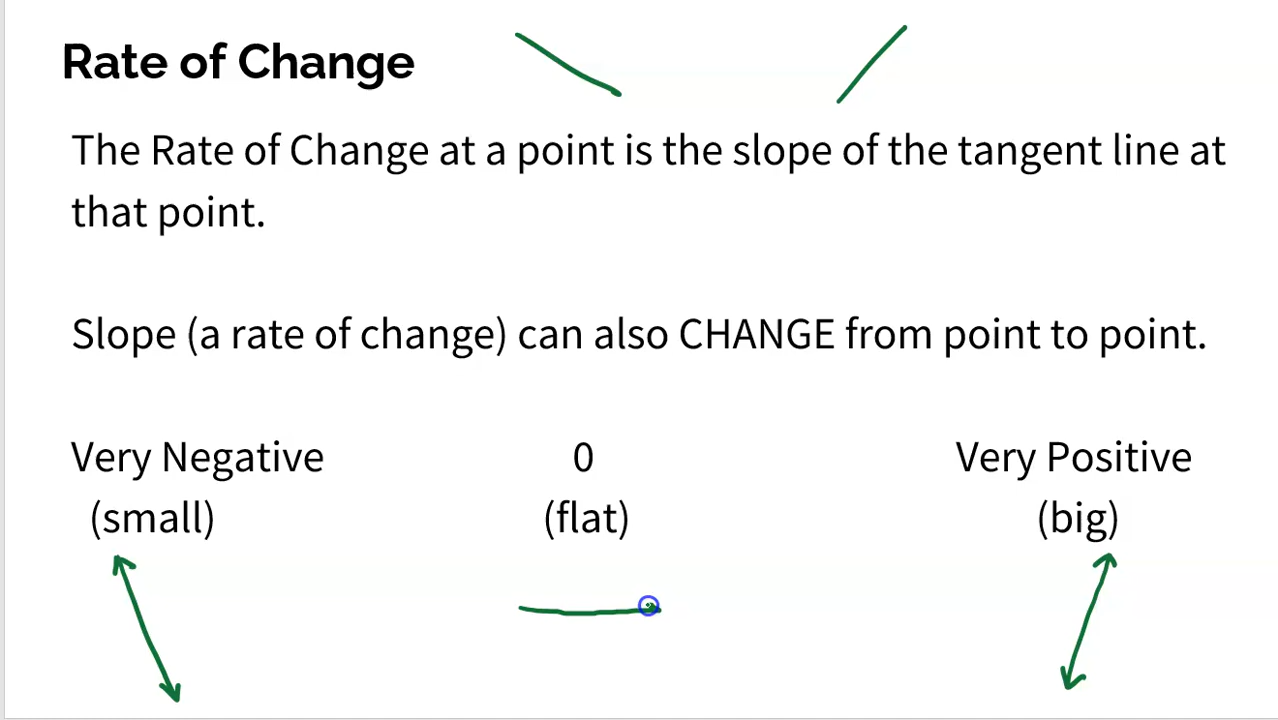 Rate of Change
The Rate of Change at a point is the slope of the tangent line at
that point.
Slope (a rate of change) can also CHANGE from point to point.
Very Negative 0 Very Positive
(small) (flat) (big)